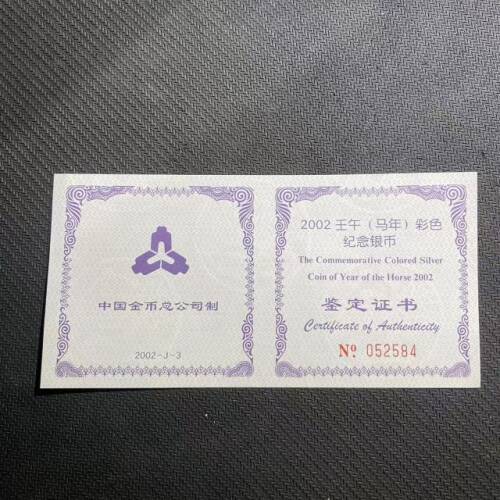 中国金币总公司制
2002-J-3
2002 壬午（马年）彩色
纪念银币
The Commemorative Colored Silver
Coin of Year of the Horse 2002
鉴定证书
Certificate of Authenticity
Nº 052584